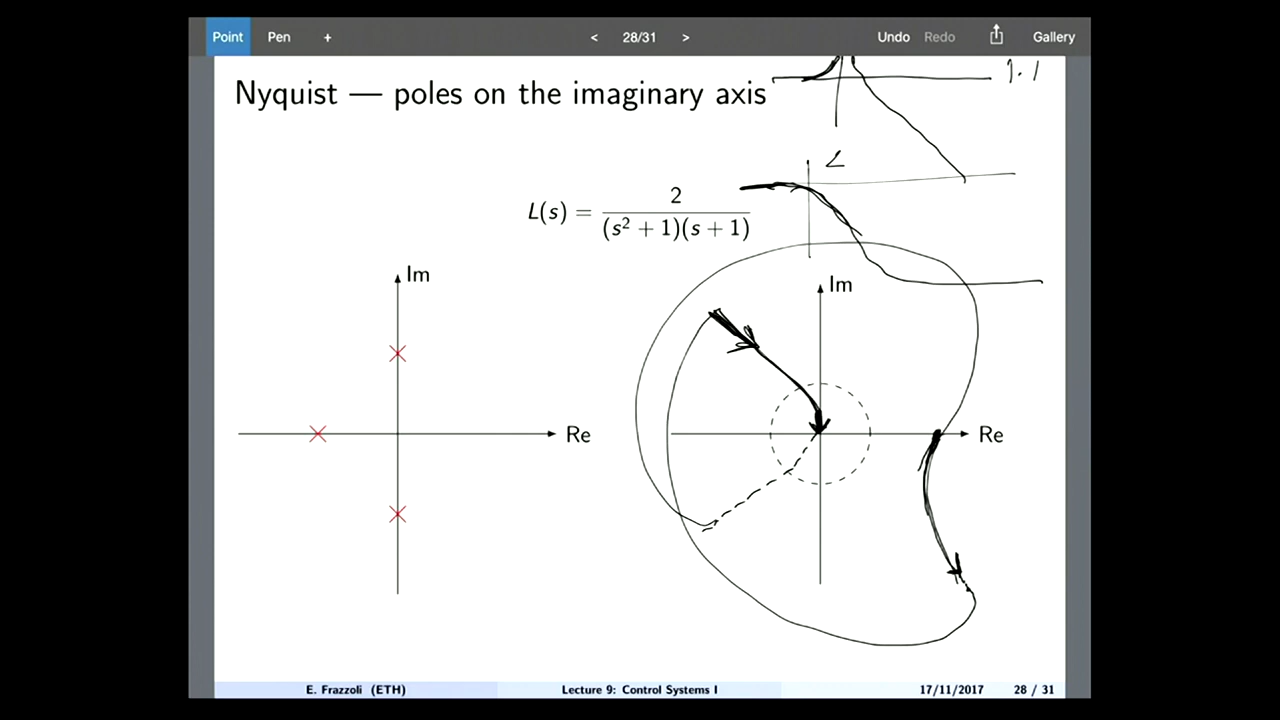 Point Pen + < 28/31 > Undo Redo Gallery
Nyquist — poles on the imaginary axis
|·|
∠
L(s) = 2 / (s² + 1)(s + 1)
Im
Im
Re
Re
E. Frazzoli (ETH) Lecture 9: Control Systems I 17/11/2017 28 / 31